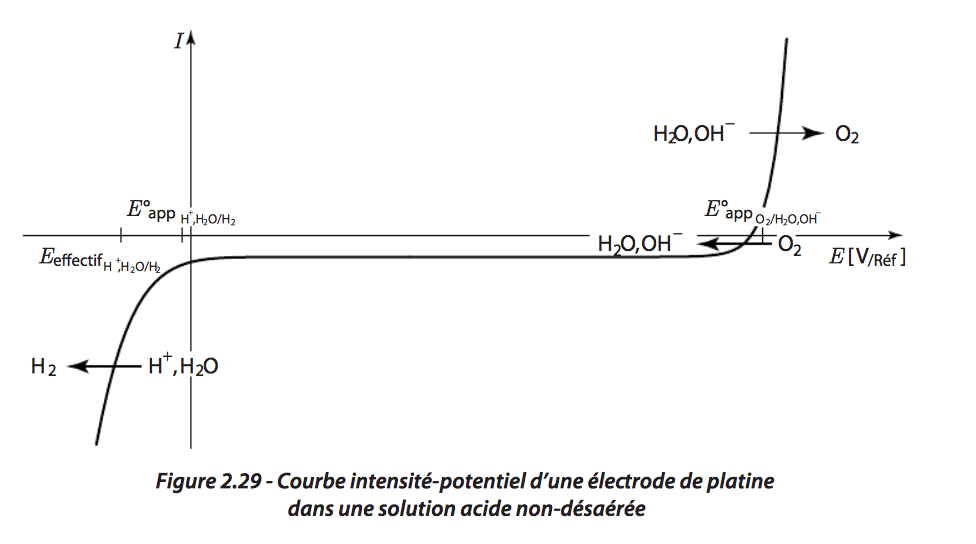 I
H₂O,OH⁻ → O₂
E°app H⁺,H₂O/H₂
E°app O₂/H₂O,OH⁻
H₂O,OH⁻ ← O₂
Eeffectif H⁺,H₂O/H₂
E [V/Réf]
H₂ ← H⁺,H₂O
Figure 2.29 - Courbe intensité-potentiel d’une électrode de platine
dans une solution acide non-désaérée